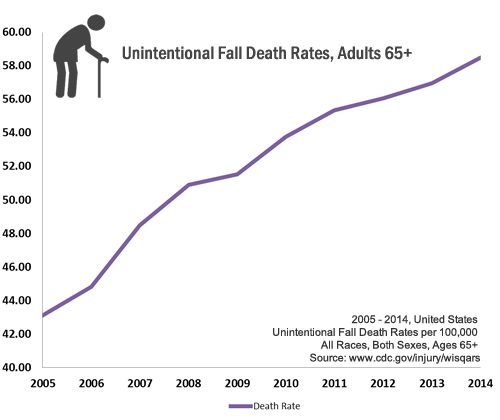 Unintentional Fall Death Rates, Adults 65+
60.00
58.00
56.00
54.00
52.00
50.00
48.00
46.00
44.00
42.00
40.00
2005 - 2014, United States
Unintentional Fall Death Rates per 100,000
All Races, Both Sexes, Ages 65+
Source: www.cdc.gov/injury/wisqars
2005 2006 2007 2008 2009 2010 2011 2012 2013 2014
Death Rate